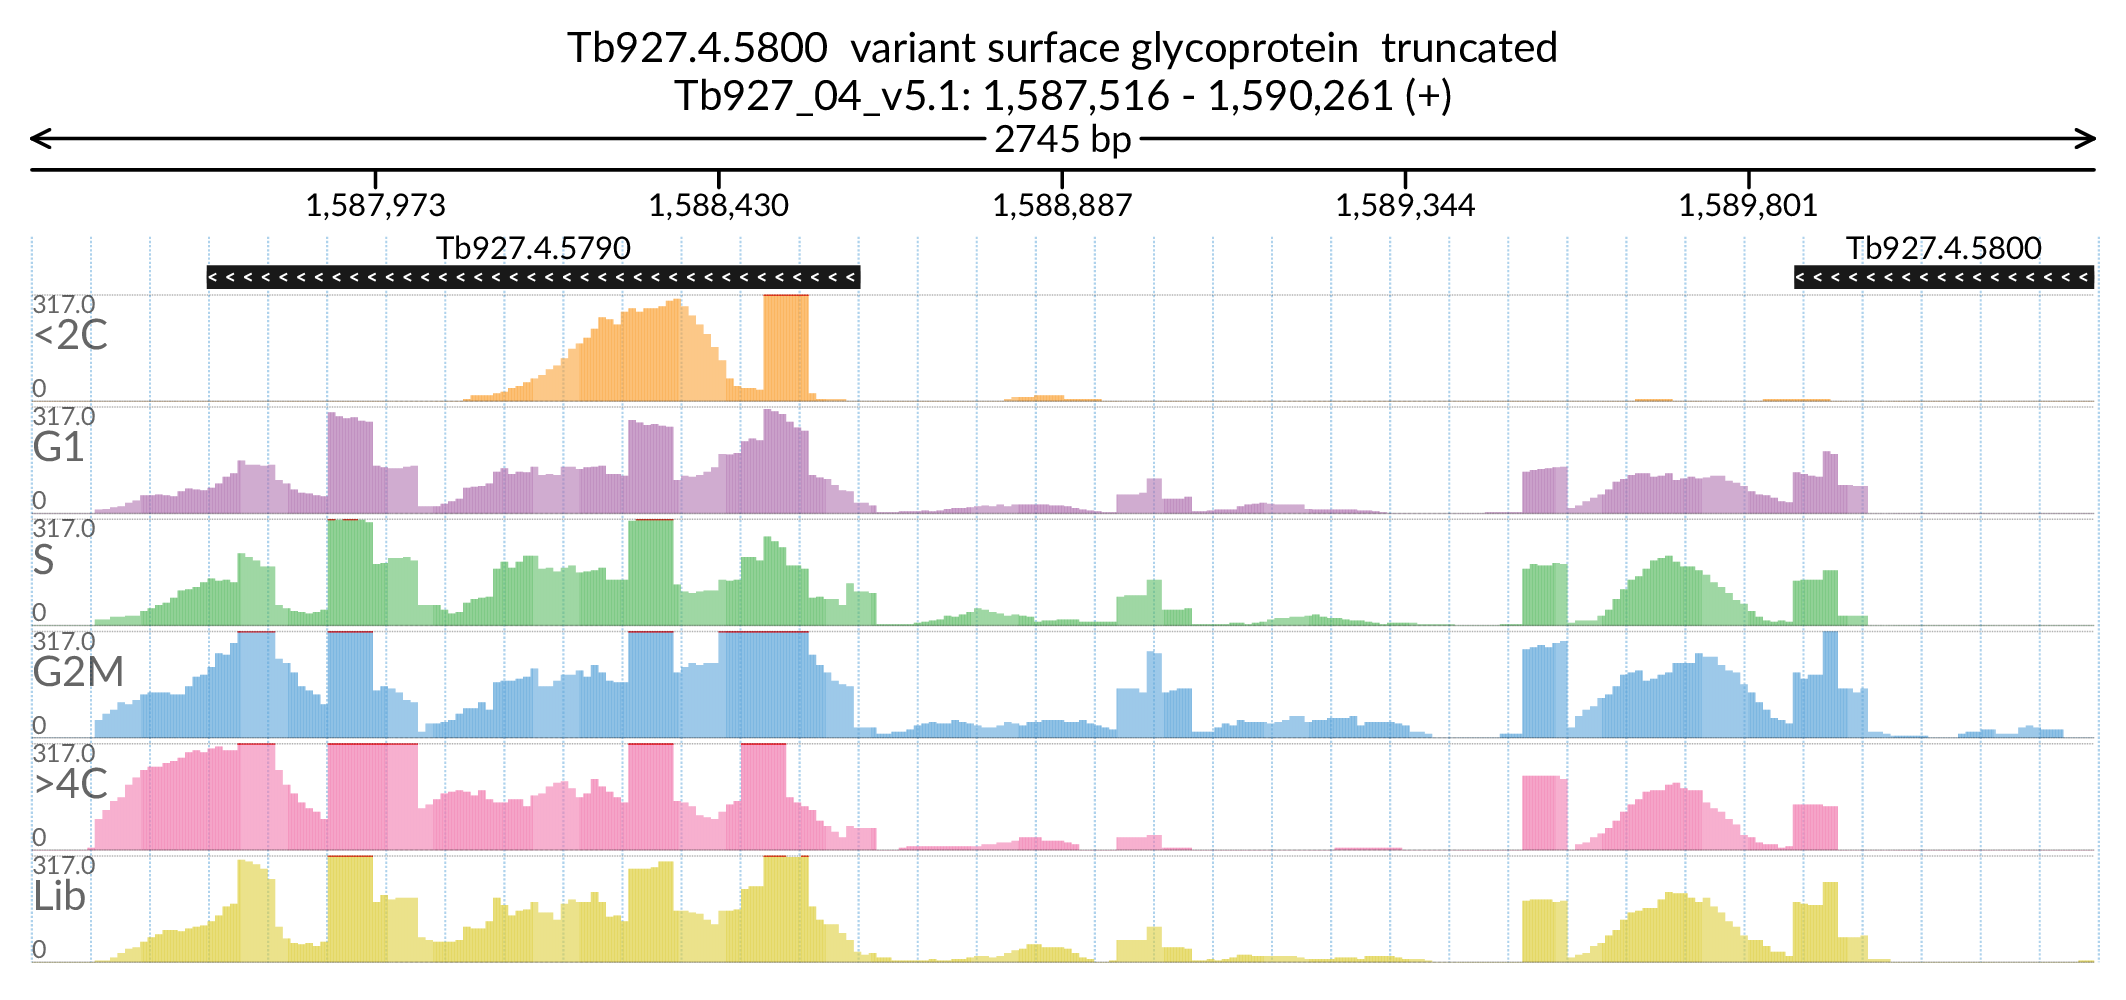 Tb927.4.5800 variant surface glycoprotein truncated
Tb927_04_v5.1: 1,587,516 - 1,590,261 (+)
2745 bp
1,587,973 1,588,430 1,588,887 1,589,344 1,589,801
Tb927.4.5790 Tb927.4.5800
317.0
<2C
0
317.0
G1
0
317.0
S
0
317.0
G2M
0
317.0
>4C
0
317.0
Lib
0